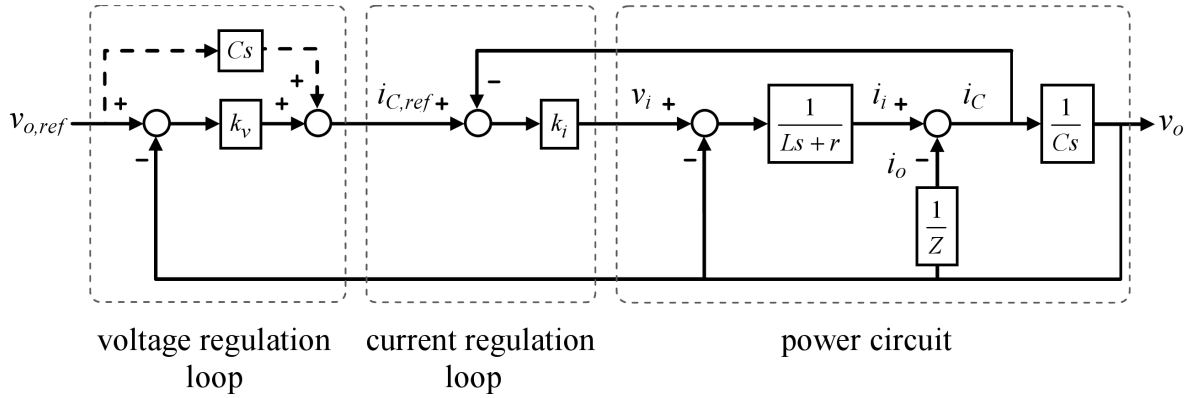 Cs
+
+
v_{o,ref}
+
-
k_v
+
i_{C,ref}
+
-
k_i
v_i
+
-
1
Ls + r
i_i
+
-
i_o
i_C
1
Z
1
Cs
v_o
voltage regulation
loop
current regulation
loop
power circuit